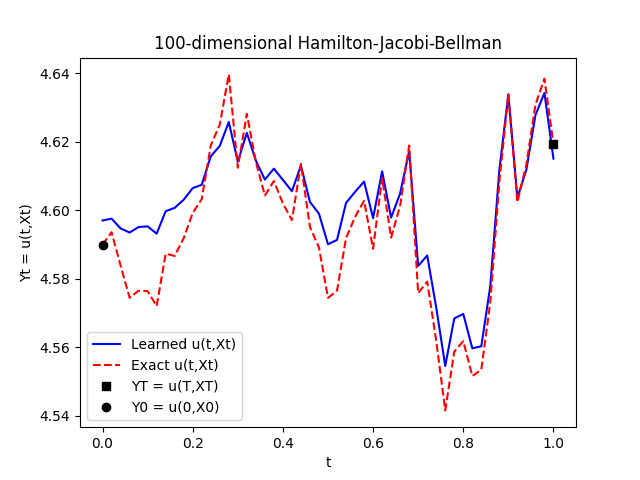 100-dimensional Hamilton-Jacobi-Bellman
4.64
4.62
4.60
4.58
4.56
4.54
Yt = u(t,Xt)
Learned u(t,Xt)
Exact u(t,Xt)
YT = u(T,XT)
Y0 = u(0,X0)
0.0 0.2 0.4 0.6 0.8 1.0
t